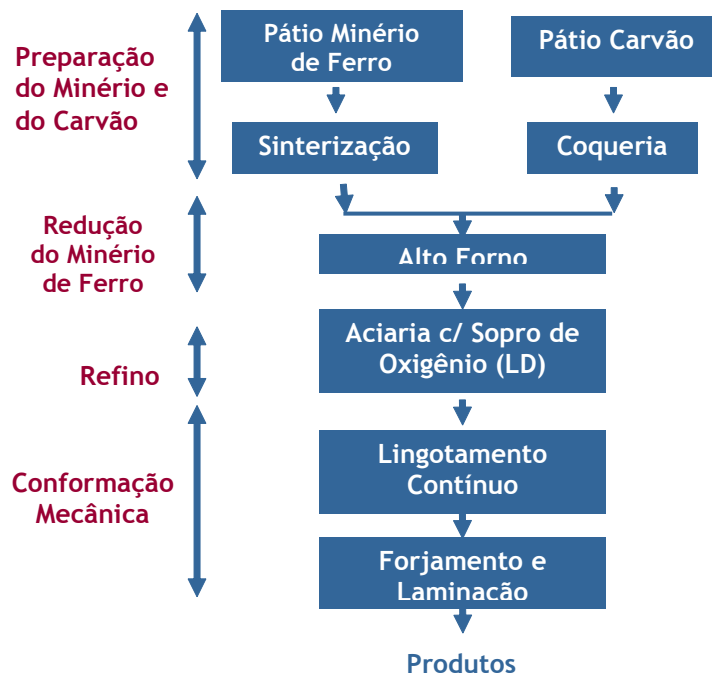 Preparação
do Minério e
do Carvão
Pátio Minério
de Ferro
Pátio Carvão
Sinterização
Coqueria
Redução
do Minério
de Ferro
Alto Forno
Refino
Aciaria c/ Sopro de
Oxigênio (LD)
Conformação
Mecânica
Lingotamento
Contínuo
Forjamento e
Laminação
Produtos